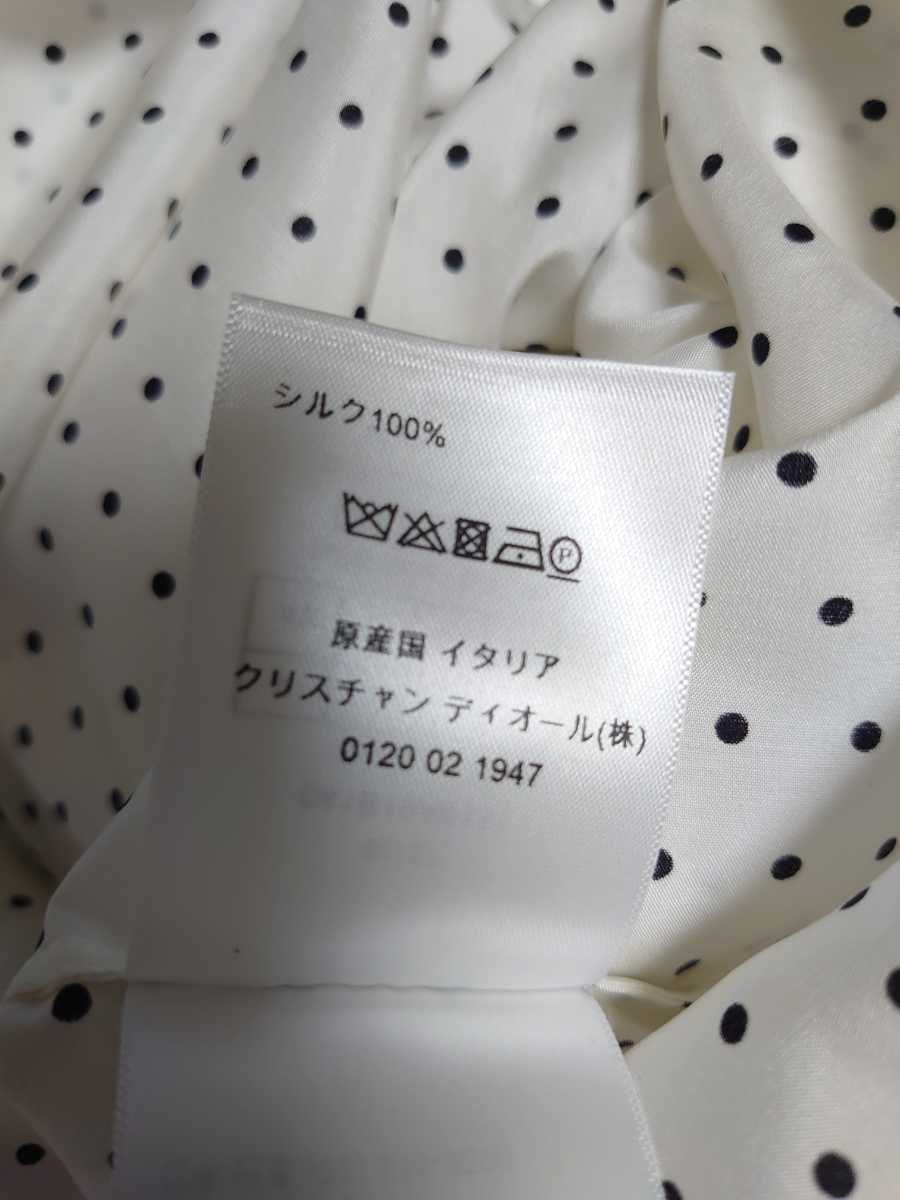 シルク100%
P
原産国 イタリア
クリスチャン ディオール(株)
0120 02 1947